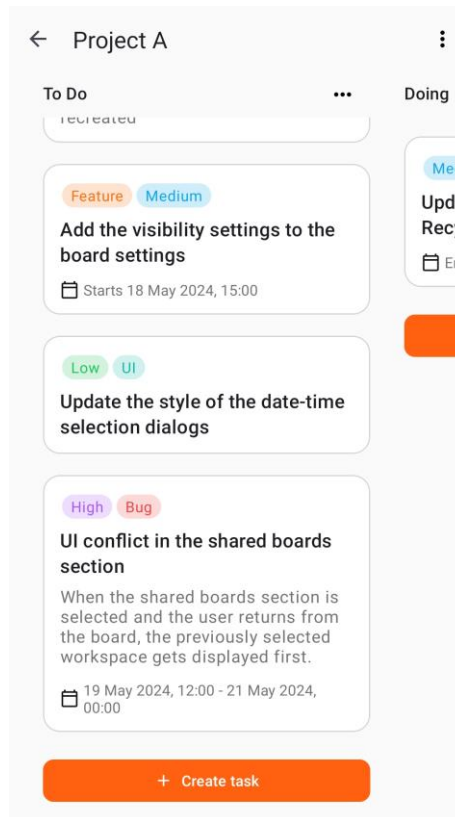 Project A
To Do
Doing
recreated
Feature Medium
Add the visibility settings to the
board settings
Starts 18 May 2024, 15:00
Low UI
Update the style of the date-time
selection dialogs
High Bug
UI conflict in the shared boards
section
When the shared boards section is
selected and the user returns from
the board, the previously selected
workspace gets displayed first.
19 May 2024, 12:00 - 21 May 2024,
00:00
+ Create task